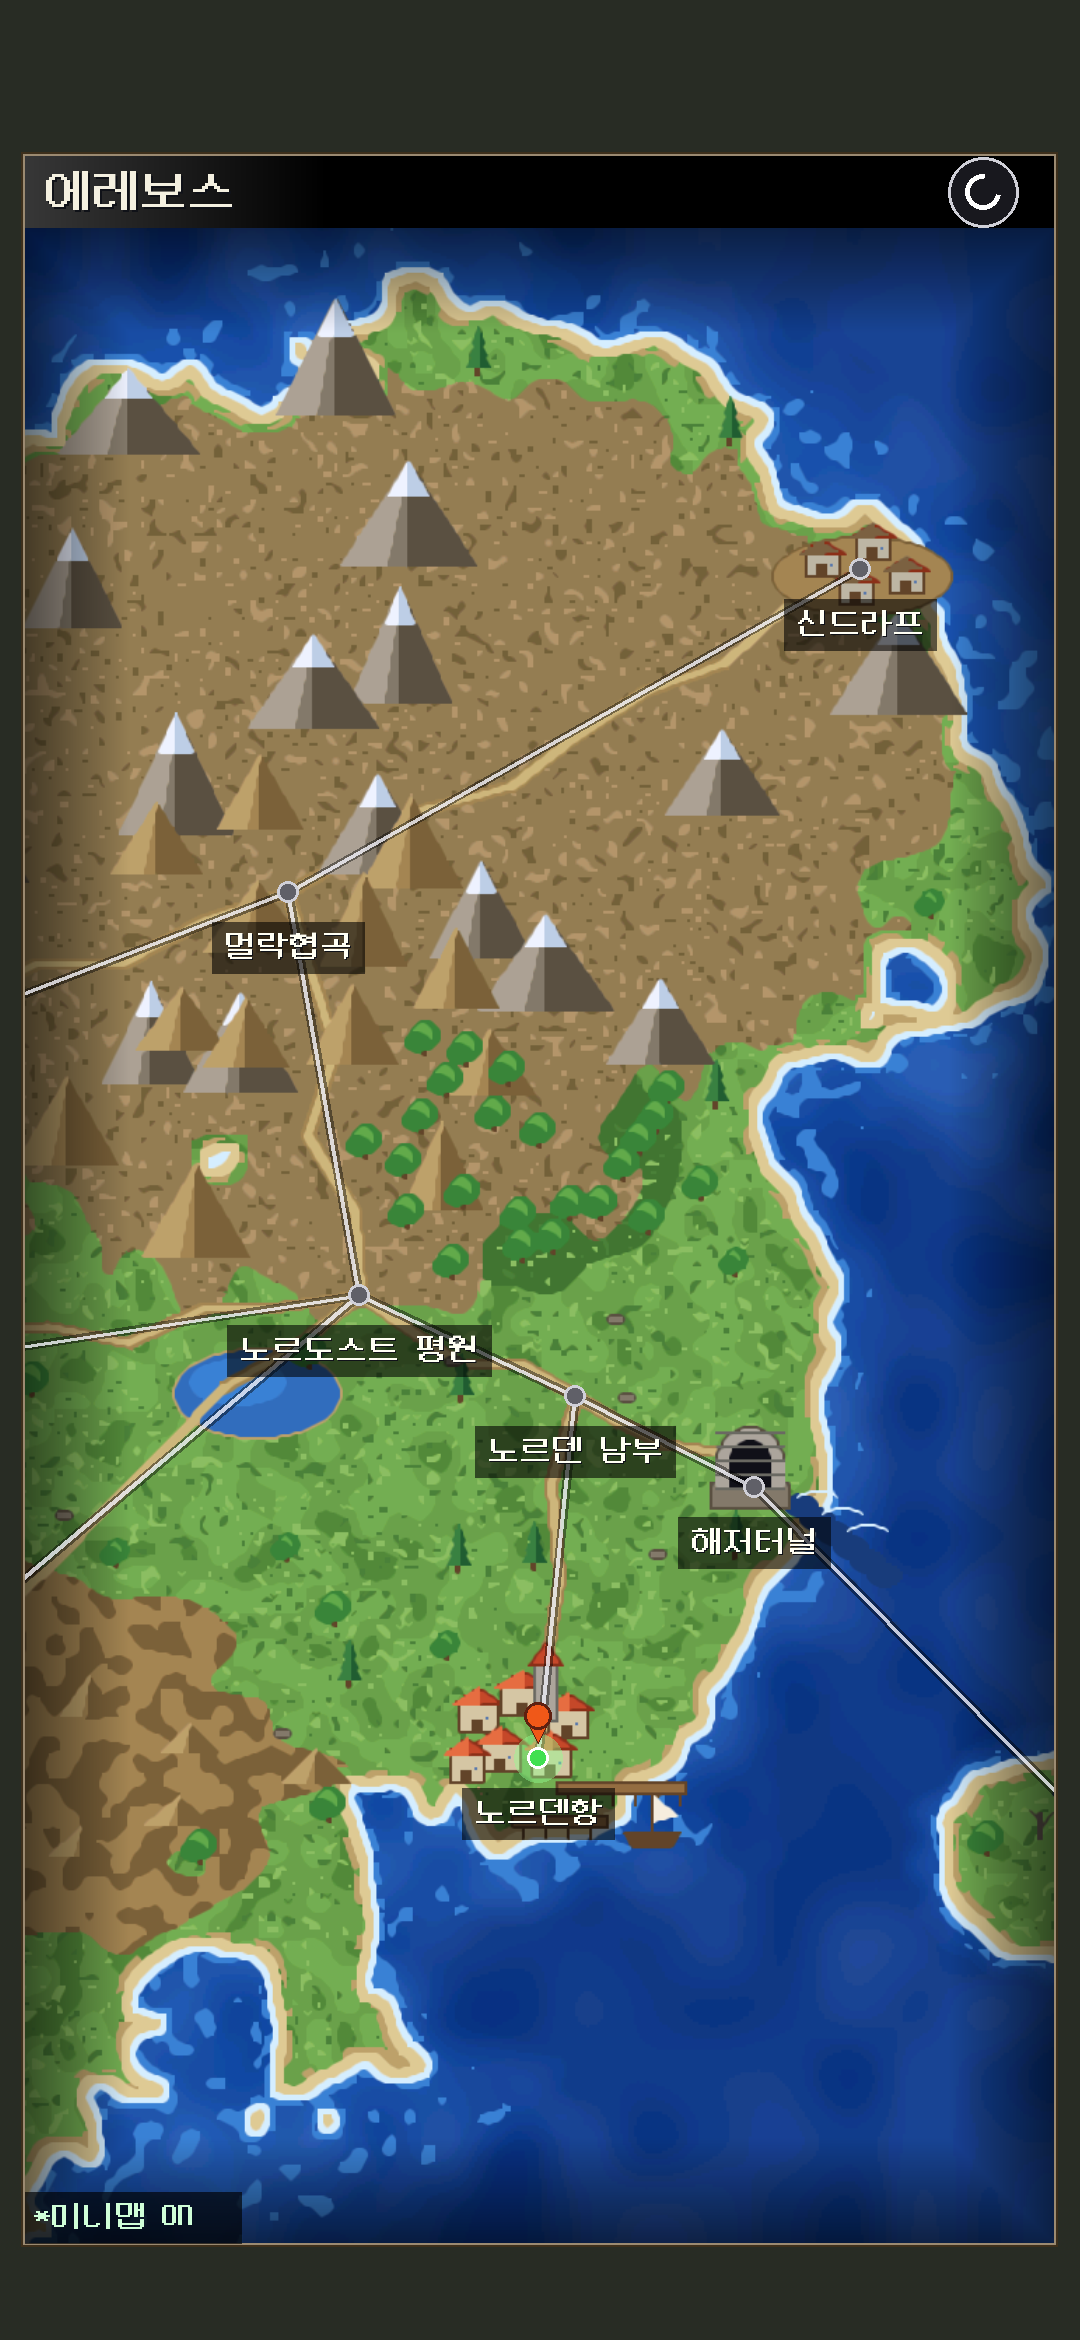 에레보스
신드라프
멀락협곡
노르도스트 평원
노르덴 남부
해저터널
노르덴항
*미니맵 ON